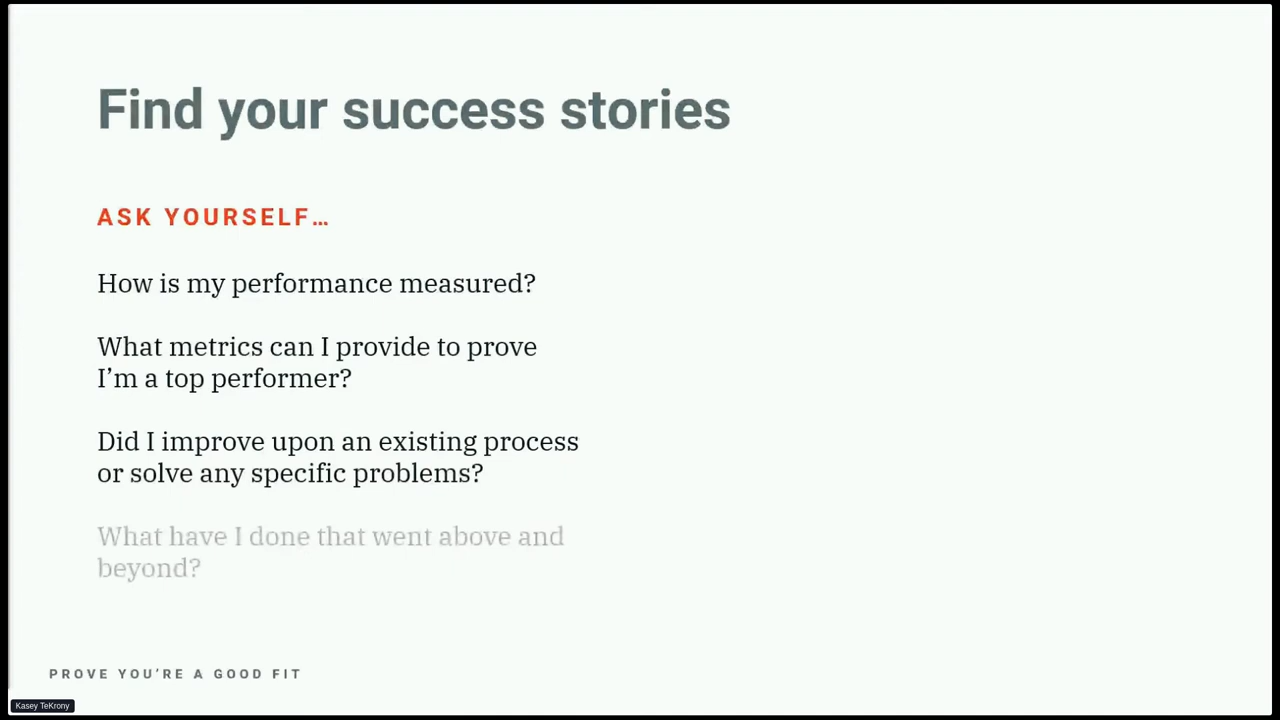 Find your success stories
ASK YOURSELF…
How is my performance measured?
What metrics can I provide to prove
I’m a top performer?
Did I improve upon an existing process
or solve any specific problems?
What have I done that went above and
beyond?
PROVE YOU’RE A GOOD FIT
Kasey TeKrony